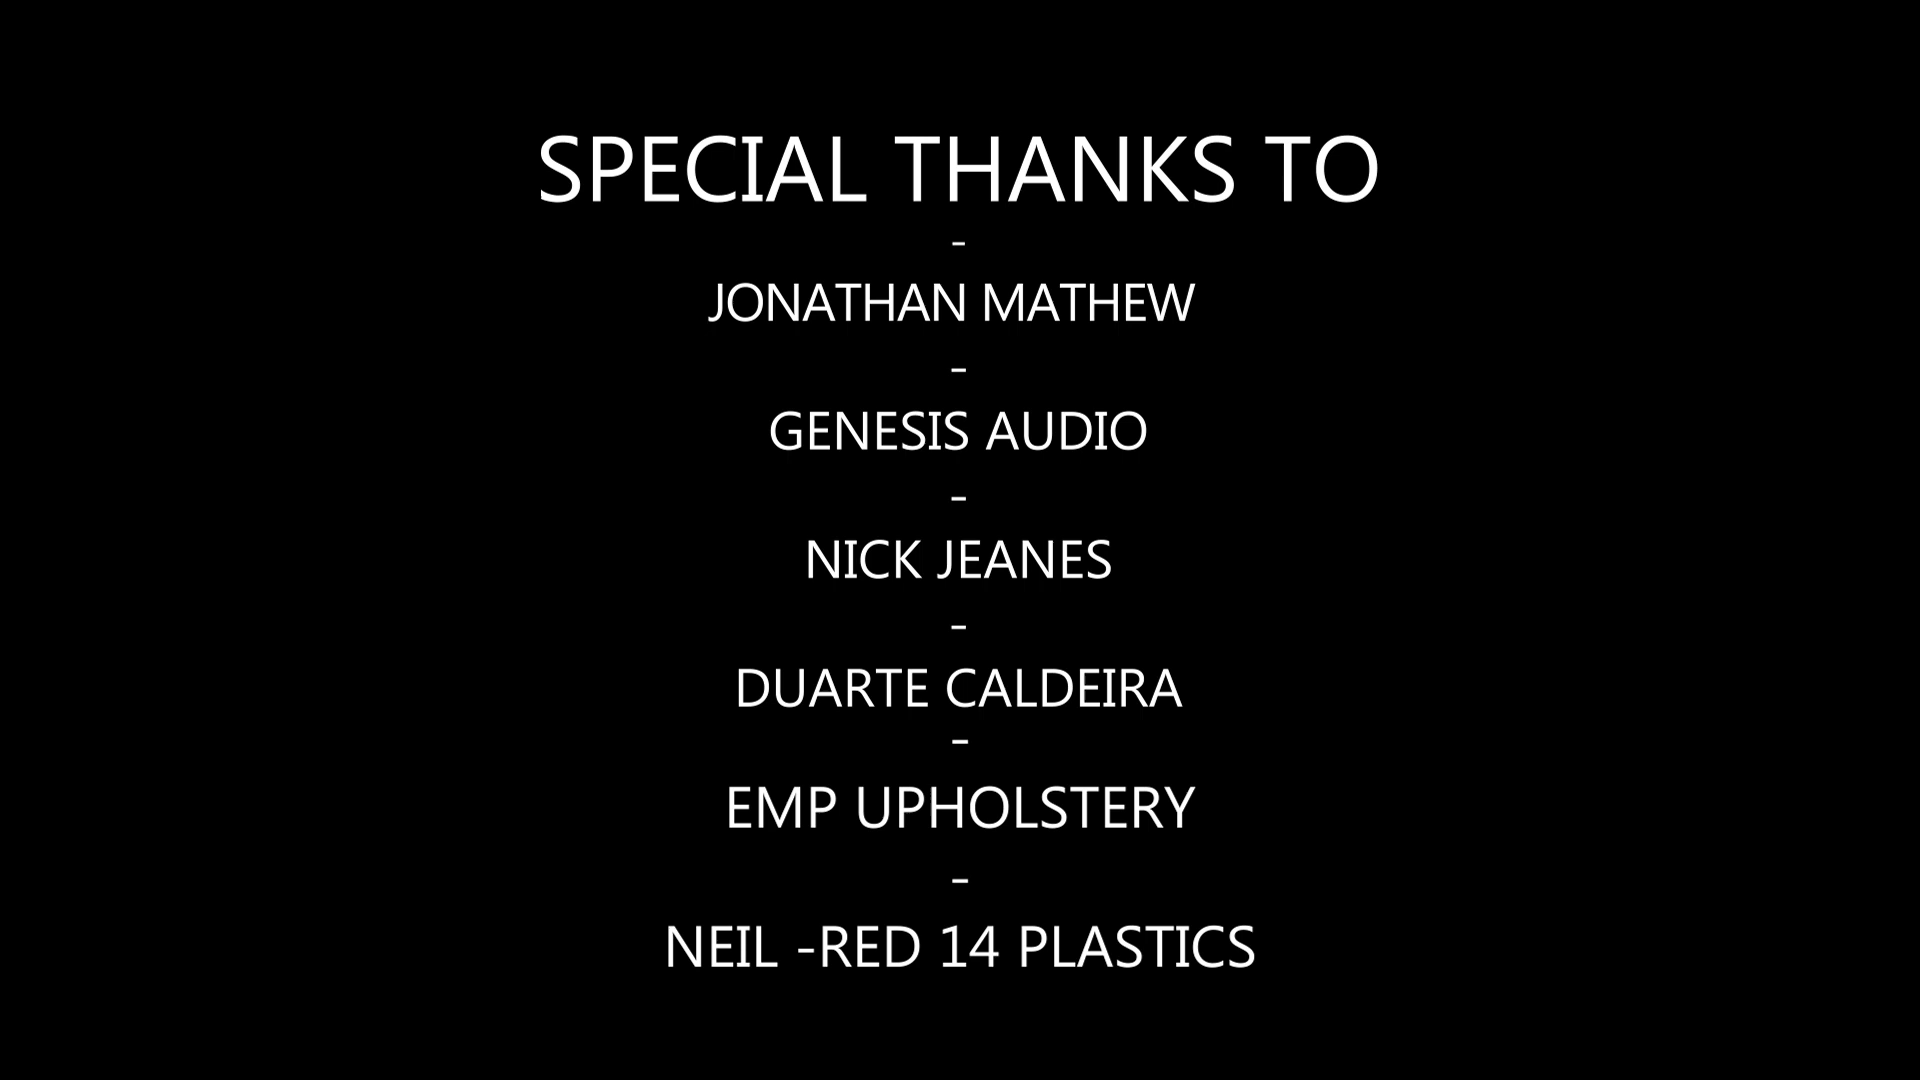 SPECIAL THANKS TO
-
JONATHAN MATHEW
-
GENESIS AUDIO
-
NICK JEANES
-
DUARTE CALDEIRA
-
EMP UPHOLSTERY
-
NEIL -RED 14 PLASTICS